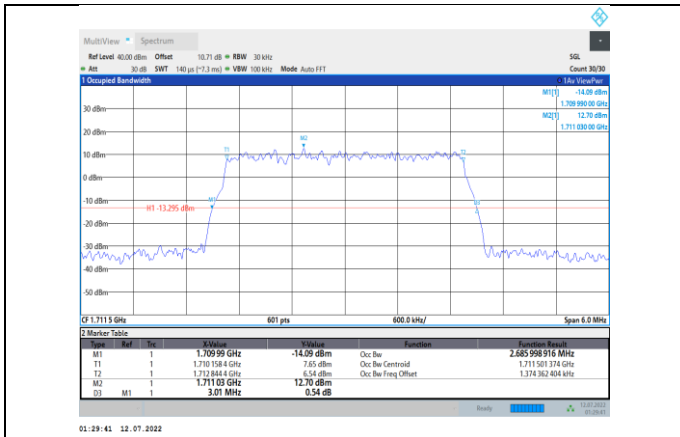 MultiView Spectrum
Ref Level 40.00 dBm Offset 10.71 dB RBW 30 kHz SGL
Att 30 dB SWT 140 µs (~7.3 ms) VBW 100 kHz Mode Auto FFT Count 30/30
1 Occupied Bandwidth 1Av ViewPwr
M1[1] -14.09 dBm
1.709 990 00 GHz
M2[1] 12.70 dBm
1.711 030 00 GHz
30 dBm
20 dBm
M2
T1 T2
10 dBm
0 dBm
-10 dBm
M1
H1 -13.295 dBm
-20 dBm
-30 dBm
-40 dBm
-50 dBm
CF 1.711 5 GHz 601 pts 600.0 kHz/ Span 6.0 MHz
2 Marker Table
Type Ref Trc X-Value Y-Value Function Function Result
M1 1 1.709 99 GHz -14.09 dBm Occ Bw 2.685 998 916 MHz
T1 1 1.710 158 4 GHz 7.65 dBm Occ Bw Centroid 1.711 501 374 GHz
T2 1 1.712 844 4 GHz 6.54 dBm Occ Bw Freq Offset 1.374 362 404 kHz
M2 1 1.711 03 GHz 12.70 dBm
D3 M1 1 3.01 MHz 0.54 dB
Ready 12.07.2022
01:29:41
01:29:41 12.07.2022